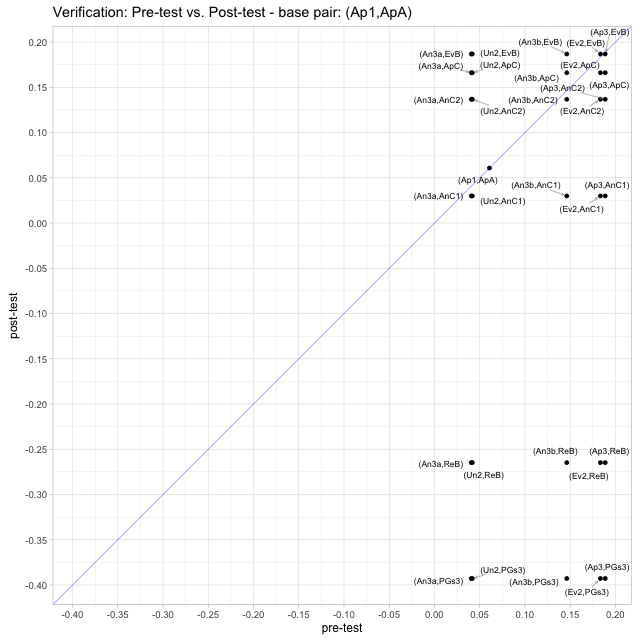 Verification: Pre-test vs. Post-test - base pair: (Ap1,ApA)
(Ap3,EvB)
(An3b,EvB)
(Ev2,EvB)
0.20
(An3a,EvB)
(Un2,EvB)
(An3a,ApC)
(Un2,ApC)
(Ev2,ApC)
(An3b,ApC)
(Ap3,ApC)
0.15
(Ap3,AnC2)
(An3a,AnC2)
(An3b,AnC2)
(Un2,AnC2)
(Ev2,AnC2)
0.10
0.05
(Ap1,ApA)
(An3b,AnC1)
(Ap3,AnC1)
(An3a,AnC1)
(Un2,AnC1)
(Ev2,AnC1)
0.00
-0.05
post-test
-0.10
-0.15
-0.20
-0.25
(An3b,ReB)
(Ap3,ReB)
(An3a,ReB)
(Un2,ReB)
(Ev2,ReB)
-0.30
-0.35
(Un2,PGs3)
(Ap3,PGs3)
(An3a,PGs3)
(An3b,PGs3)
(Ev2,PGs3)
-0.40
-0.40 -0.35 -0.30 -0.25 -0.20 -0.15 -0.10 -0.05 0.00 0.05 0.10 0.15 0.20
pre-test